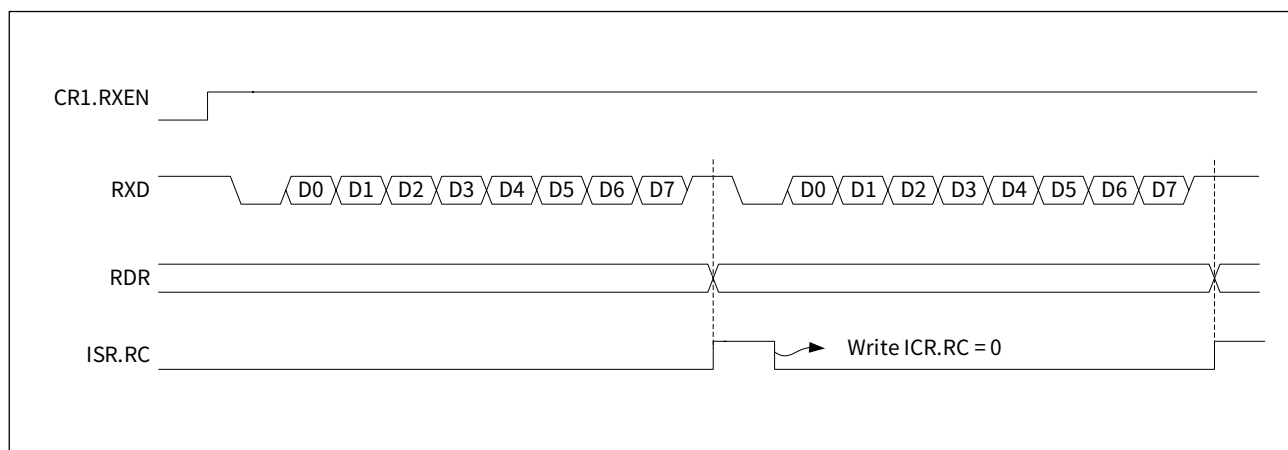 CR1.RXEN
RXD D0 D1 D2 D3 D4 D5 D6 D7 D0 D1 D2 D3 D4 D5 D6 D7
RDR
ISR.RC Write ICR.RC = 0